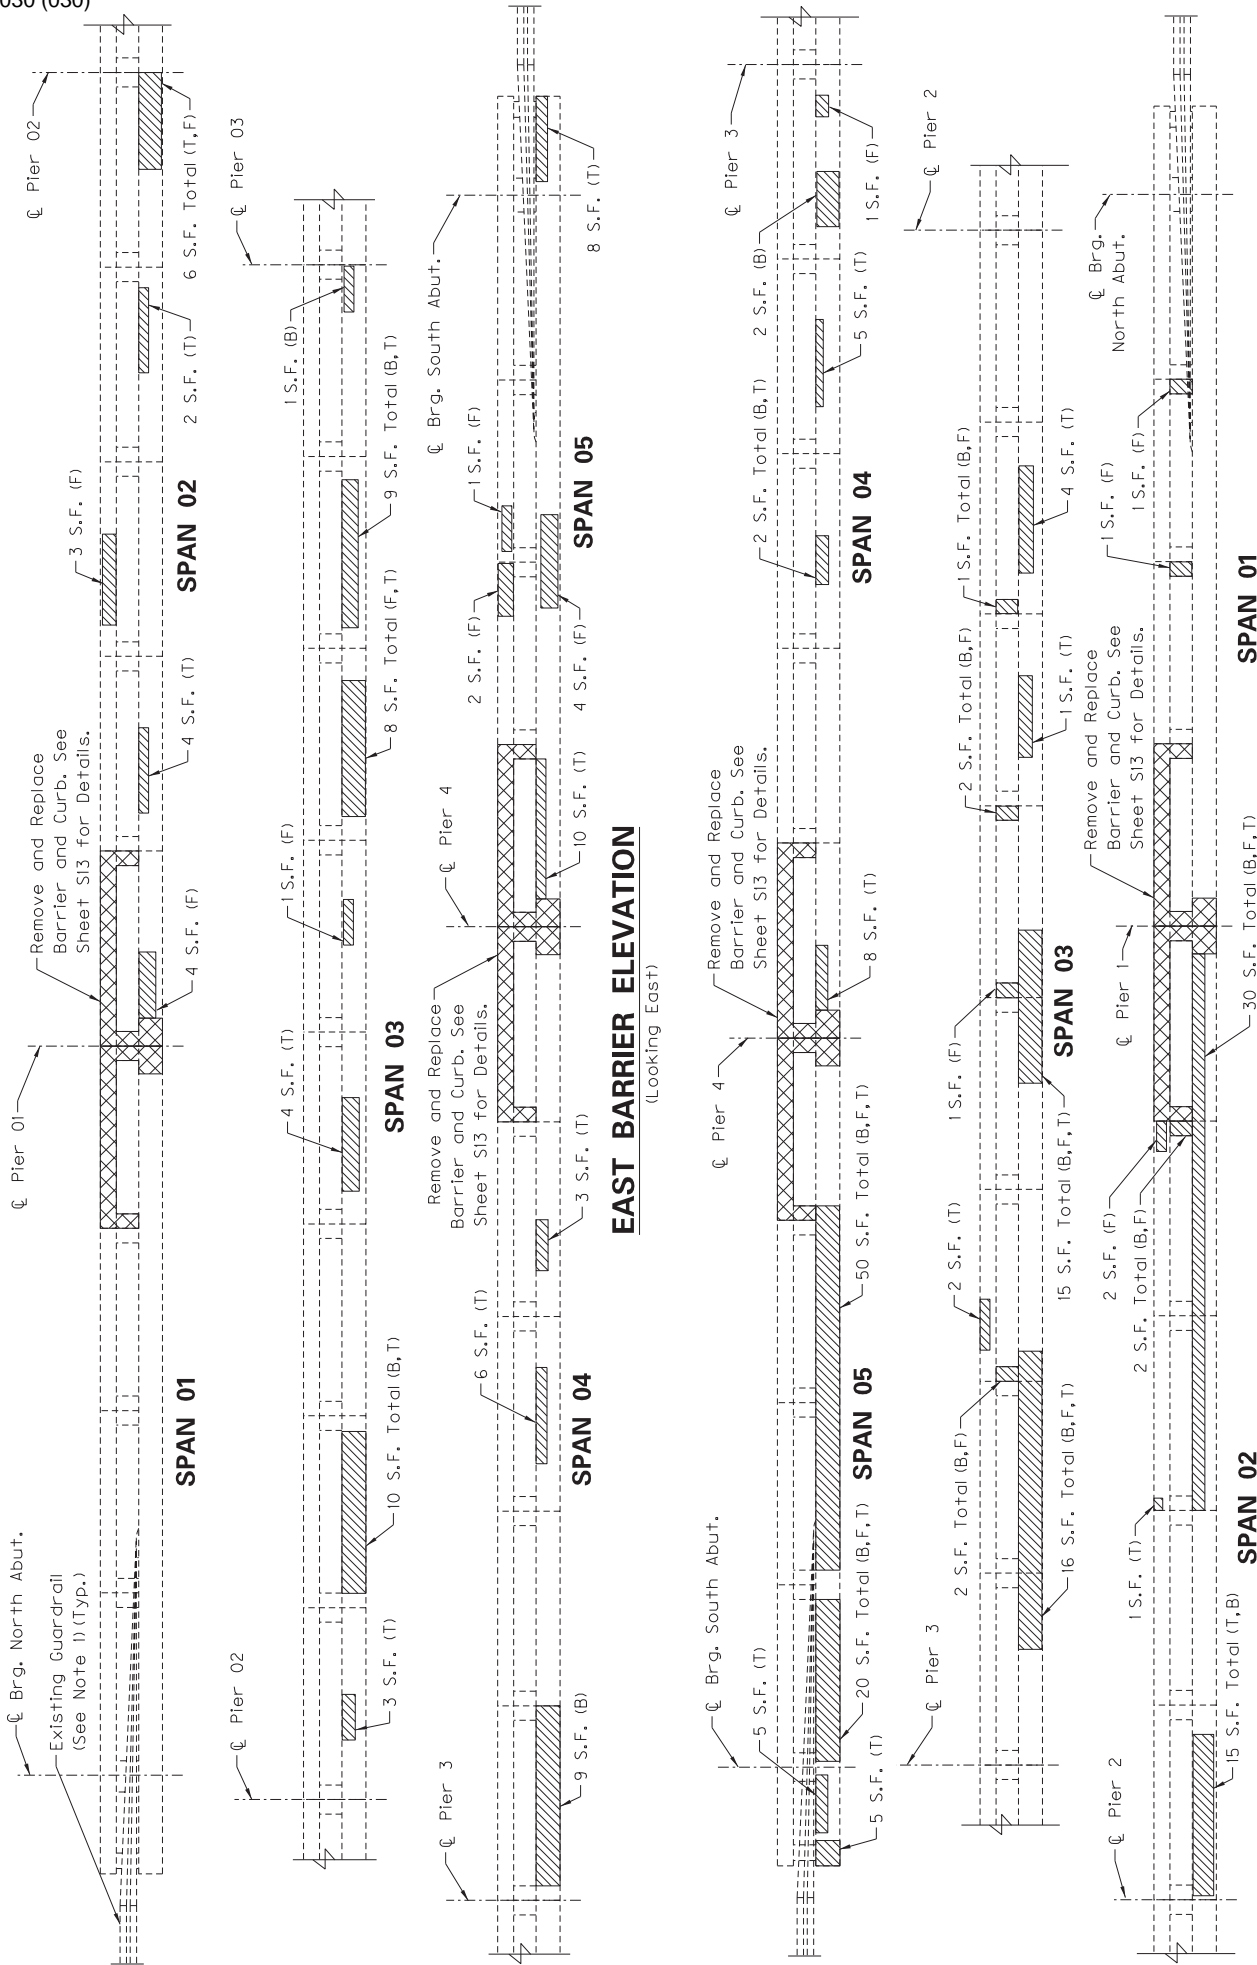 030 (030)
℄ Brg. North Abut.
Existing Guardrail
(See Note 1)(Typ.)
SPAN 01
℄ Pier 01
Remove and Replace
Barrier and Curb. See
Sheet S13 for Details.
4 S.F. (F)
4 S.F. (T)
3 S.F. (F)
SPAN 02
2 S.F. (T)
6 S.F. Total (T,F)
℄ Pier 02
℄ Pier 02
3 S.F. (T)
10 S.F. Total (B,T)
4 S.F. (T)
SPAN 03
1 S.F. (F)
8 S.F. Total (F,T)
9 S.F. Total (B,T)
1 S.F. (B)
℄ Pier 03
℄ Pier 3
9 S.F. (B)
6 S.F. (T)
SPAN 04
3 S.F. (T)
Remove and Replace
Barrier and Curb. See
Sheet S13 for Details.
℄ Pier 4
10 S.F. (T)
2 S.F. (F)
4 S.F. (F)
1 S.F. (F)
SPAN 05
℄ Brg. South Abut.
8 S.F. (T)
EAST BARRIER ELEVATION
(Looking East)
℄ Brg. South Abut.
5 S.F. (T)
5 S.F. (T)
20 S.F. Total (B,F,T)
SPAN 05
50 S.F. Total (B,F,T)
℄ Pier 4
Remove and Replace
Barrier and Curb. See
Sheet S13 for Details.
8 S.F. (T)
2 S.F. Total (B,T)
SPAN 04
5 S.F. (T)
2 S.F. (B)
1 S.F. (F)
℄ Pier 3
℄ Pier 3
2 S.F. Total (B,F)
16 S.F. Total (B,F,T)
2 S.F. (T)
15 S.F. Total (B,F,T)
1 S.F. (F)
SPAN 03
2 S.F. Total (B,F)
1 S.F. (T)
1 S.F. Total (B,F)
4 S.F. (T)
℄ Pier 2
℄ Pier 2
15 S.F. Total (T,B)
1 S.F. (T)
SPAN 02
2 S.F. (F)
2 S.F. Total (B,F)
30 S.F. Total (B,F,T)
℄ Pier 1
Remove and Replace
Barrier and Curb. See
Sheet S13 for Details.
1 S.F. (F)
1 S.F. (F)
SPAN 01
℄ Brg.
North Abut.